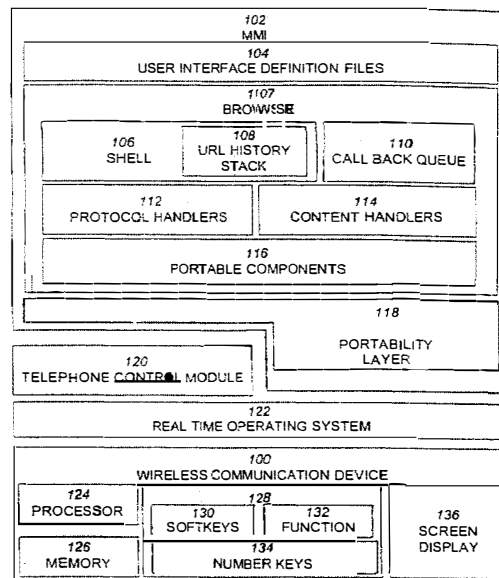 102
MMI
104
USER INTERFACE DEFINITION FILES
1107
BROWSE
106
SHELL
108
URL HISTORY
STACK
110
CALL BACK QUEUE
112
PROTOCOL HANDLERS
114
CONTENT HANDLERS
116
PORTABLE COMPONENTS
118
PORTABILITY
LAYER
120
TELEPHONE CONTROL MODULE
122
REAL TIME OPERATING SYSTEM
100
WIRELESS COMMUNICATION DEVICE
124
PROCESSOR
126
MEMORY
128
130
SOFTKEYS
132
FUNCTION
134
NUMBER KEYS
136
SCREEN
DISPLAY